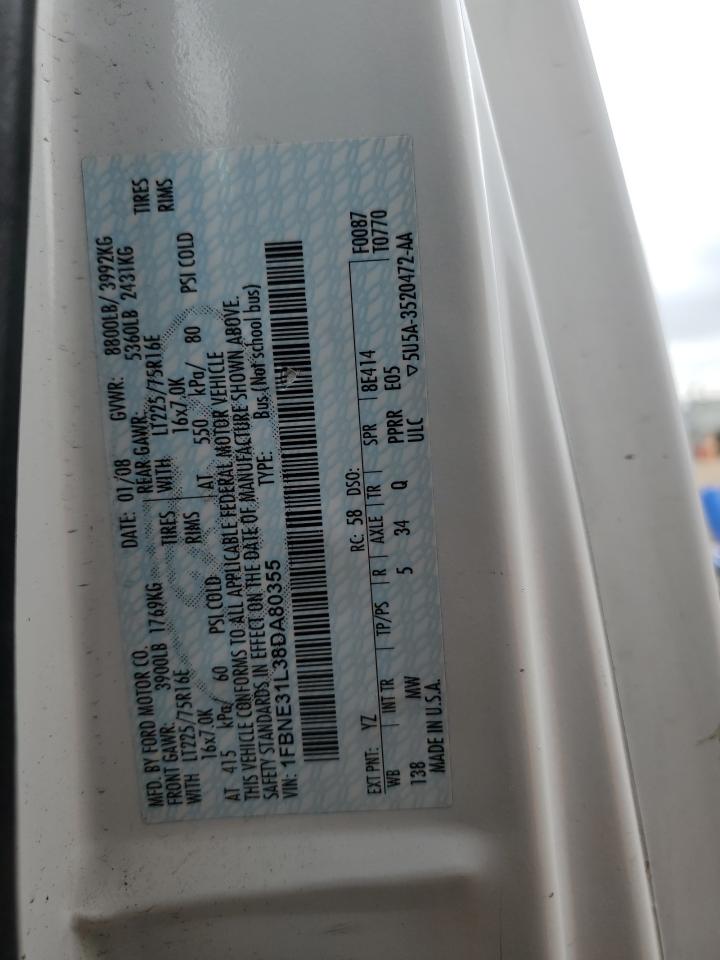 MFD. BY FORD MOTOR CO.
DATE: 01/08 GVWR: 8800LB/ 3992KG
FRONT GAWR: 3900LB 1769KG REAR GAWR: 5360LB 2431KG
WITH LT225/75R16E TIRES WITH LT225/75R16E TIRES
16x7.0K RIMS 16x7.0K RIMS
AT 415 kPa/ 60 PSI COLD AT 550 kPa/ 80 PSI COLD
THIS VEHICLE CONFORMS TO ALL APPLICABLE FEDERAL MOTOR VEHICLE
SAFETY STANDARDS IN EFFECT ON THE DATE OF MANUFACTURE SHOWN ABOVE.
VIN: 1FBNE31L38DA80355 TYPE: Bus (Not school bus)
F0087
T0770
EXT PNT: YZ RC: 58 DSO:
WB INT TR TP/PS R AXLE TR SPR 8E414
138 MW 5 34 Q PPRR E05
MADE IN U.S.A. ULC ▽5U5A-3520472-AA